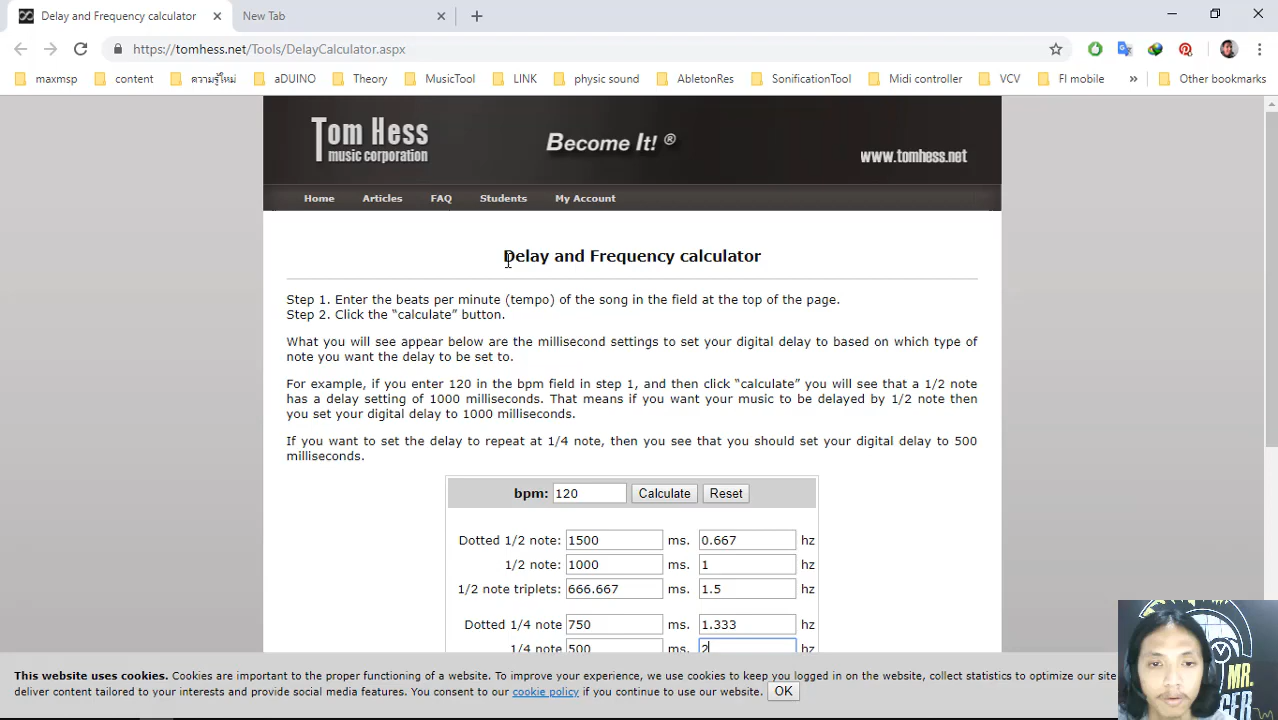 Delay and Frequency calculator
New Tab
https://tomhess.net/Tools/DelayCalculator.aspx
maxmsp content ความรู้ใหม่ aDUINO Theory MusicTool LINK physic sound AbletonRes SonificationTool Midi controller VCV Fl mobile » Other bookmarks
Tom Hess
music corporation
Become It! ®
www.tomhess.net
Home Articles FAQ Students My Account
Delay and Frequency calculator
Step 1. Enter the beats per minute (tempo) of the song in the field at the top of the page.
Step 2. Click the “calculate” button.
What you will see appear below are the millisecond settings to set your digital delay to based on which type of
note you want the delay to be set to.
For example, if you enter 120 in the bpm field in step 1, and then click “calculate” you will see that a 1/2 note
has a delay setting of 1000 milliseconds. That means if you want your music to be delayed by 1/2 note then
you set your digital delay to 1000 milliseconds.
If you want to set the delay to repeat at 1/4 note, then you see that you should set your digital delay to 500
milliseconds.
bpm: 120 Calculate Reset
Dotted 1/2 note: 1500 ms. 0.667 hz
1/2 note: 1000 ms. 1 hz
1/2 note triplets: 666.667 ms. 1.5 hz
Dotted 1/4 note 750 ms. 1.333 hz
1/4 note 500 ms. 2 hz
This website uses cookies. Cookies are important to the proper functioning of a website. To improve your experience, we use cookies to keep you logged in on the website, collect statistics to optimize our site
deliver content tailored to your interests and provide social media features. You consent to our cookie policy if you continue to use our website. OK
MR.